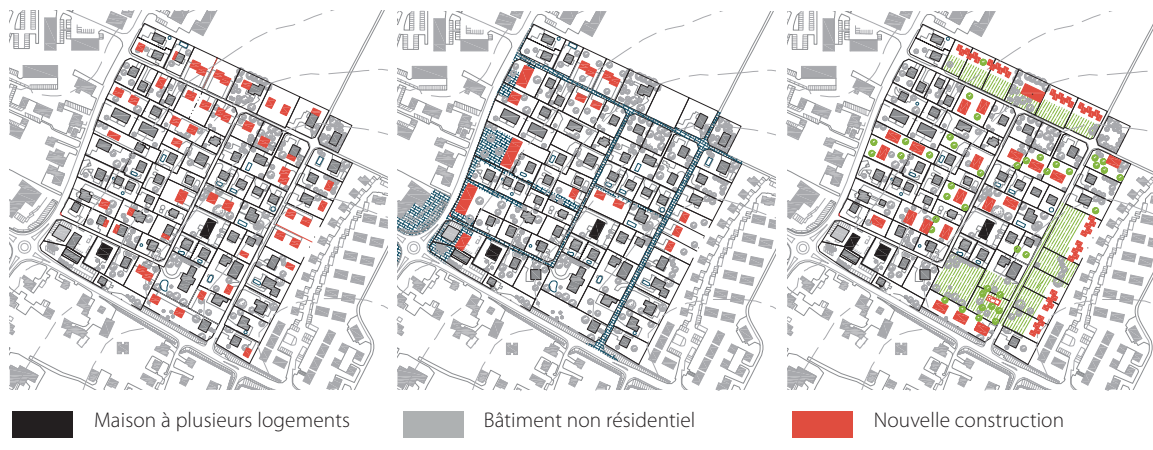 Maison à plusieurs logements
Bâtiment non résidentiel
Nouvelle construction